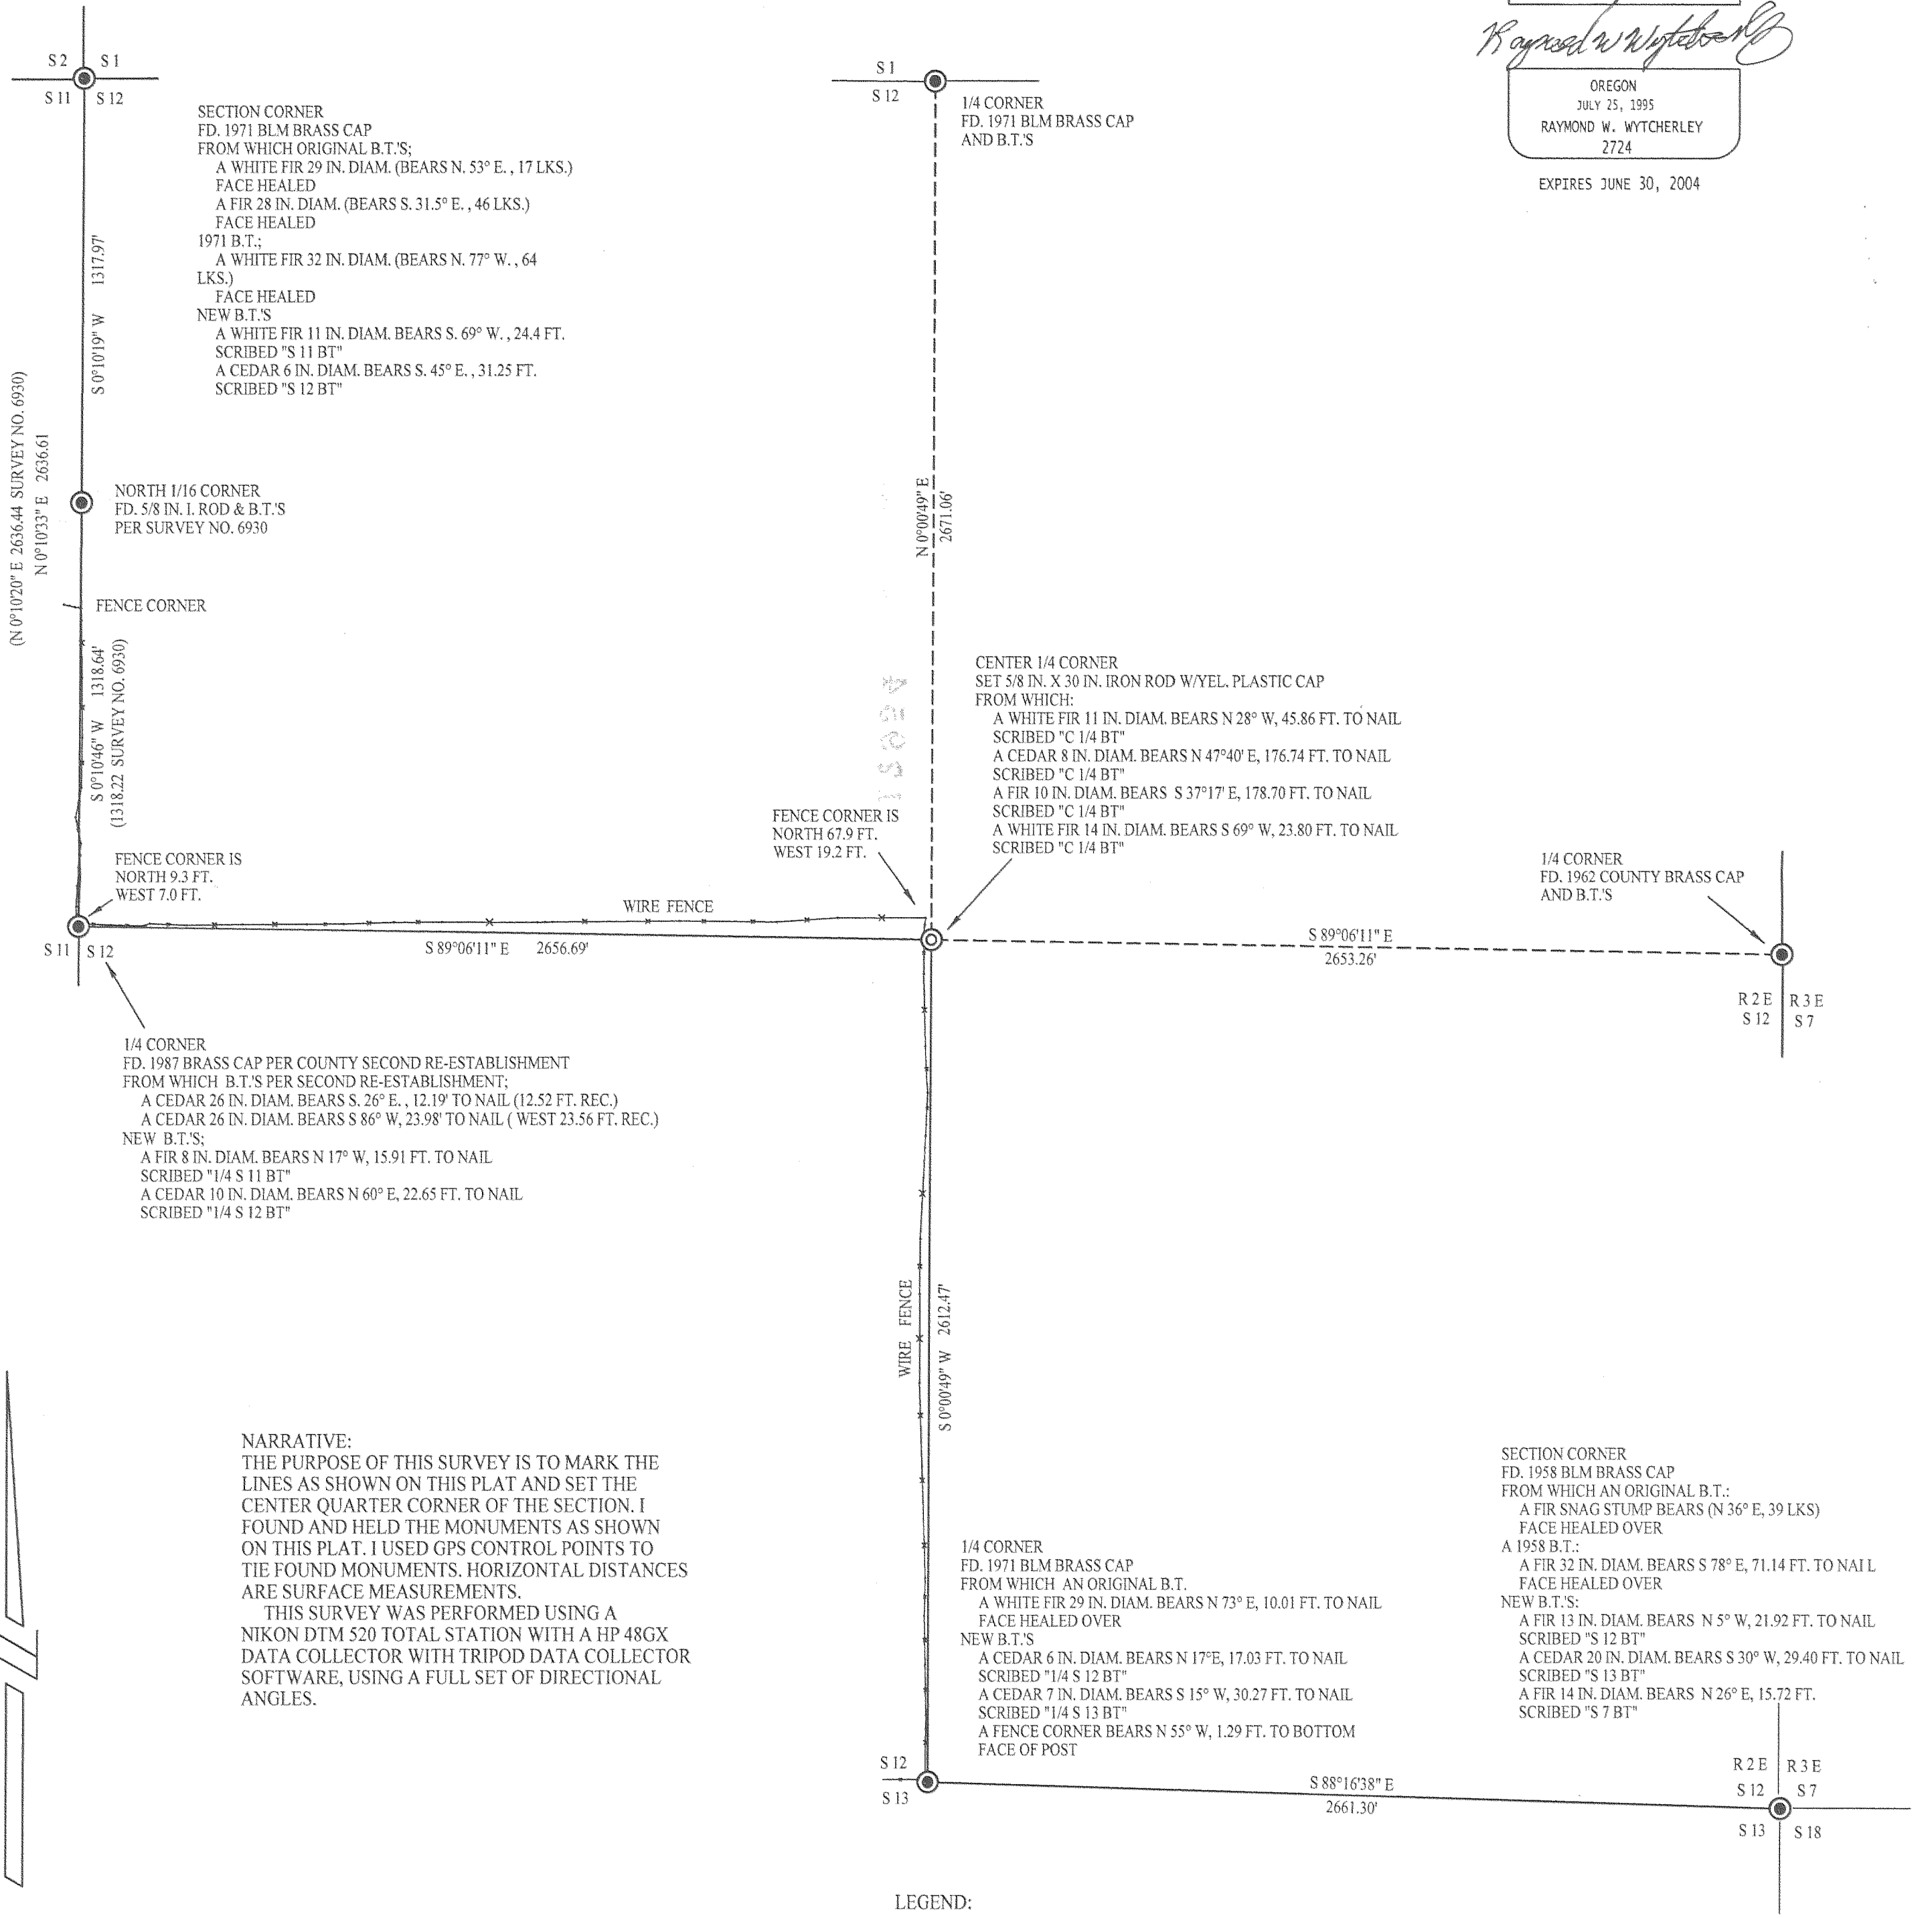 S 2 S 1
S 11 S 12
SECTION CORNER
FD. 1971 BLM BRASS CAP
FROM WHICH ORIGINAL B.T.'S;
A WHITE FIR 29 IN. DIAM. (BEARS N. 53° E. , 17 LKS.)
FACE HEALED
A FIR 28 IN. DIAM. (BEARS S. 31.5° E. , 46 LKS.)
FACE HEALED
1971 B.T.;
A WHITE FIR 32 IN. DIAM. (BEARS N. 77° W. , 64
LKS.)
FACE HEALED
NEW B.T.'S
A WHITE FIR 11 IN. DIAM. BEARS S. 69° W. , 24.4 FT.
SCRIBED "S 11 BT"
A CEDAR 6 IN. DIAM. BEARS S. 45° E. , 31.25 FT.
SCRIBED "S 12 BT"
S 1
S 12
1/4 CORNER
FD. 1971 BLM BRASS CAP
AND B.T.'S
OREGON
JULY 25, 1995
RAYMOND W. WYTCHERLEY
2724
EXPIRES JUNE 30, 2004
S 0°10'19" W 1317.97'
(N 0°10'20" E 2636.44 SURVEY NO. 6930)
N 0°10'33" E 2636.61
NORTH 1/16 CORNER
FD. 5/8 IN. I. ROD & B.T.'S
PER SURVEY NO. 6930
FENCE CORNER
S 0°10'46" W 1318.64'
(1318.22 SURVEY NO. 6930)
N 0°00'49" E
2671.06'
CENTER 1/4 CORNER
SET 5/8 IN. X 30 IN. IRON ROD W/YEL. PLASTIC CAP
FROM WHICH:
A WHITE FIR 11 IN. DIAM. BEARS N 28° W, 45.86 FT. TO NAIL
SCRIBED "C 1/4 BT"
A CEDAR 8 IN. DIAM. BEARS N 47°40' E, 176.74 FT. TO NAIL
SCRIBED "C 1/4 BT"
A FIR 10 IN. DIAM. BEARS S 37°17' E, 178.70 FT. TO NAIL
SCRIBED "C 1/4 BT"
A WHITE FIR 14 IN. DIAM. BEARS S 69° W, 23.80 FT. TO NAIL
SCRIBED "C 1/4 BT"
FENCE CORNER IS
NORTH 67.9 FT.
WEST 19.2 FT.
FENCE CORNER IS
NORTH 9.3 FT.
WEST 7.0 FT.
1/4 CORNER
FD. 1962 COUNTY BRASS CAP
AND B.T.'S
WIRE FENCE
S 11 S 12
S 89°06'11" E 2656.69'
S 89°06'11" E
2653.26'
R 2 E R 3 E
S 12 S 7
1/4 CORNER
FD. 1987 BRASS CAP PER COUNTY SECOND RE-ESTABLISHMENT
FROM WHICH B.T.'S PER SECOND RE-ESTABLISHMENT;
A CEDAR 26 IN. DIAM. BEARS S. 26° E. , 12.19' TO NAIL (12.52 FT. REC.)
A CEDAR 26 IN. DIAM. BEARS S 86° W, 23.98' TO NAIL ( WEST 23.56 FT. REC.)
NEW B.T.'S;
A FIR 8 IN. DIAM. BEARS N 17° W, 15.91 FT. TO NAIL
SCRIBED "1/4 S 11 BT"
A CEDAR 10 IN. DIAM. BEARS N 60° E, 22.65 FT. TO NAIL
SCRIBED "1/4 S 12 BT"
WIRE FENCE
S 0°00'49" W 2612.47'
NARRATIVE:
THE PURPOSE OF THIS SURVEY IS TO MARK THE
LINES AS SHOWN ON THIS PLAT AND SET THE
CENTER QUARTER CORNER OF THE SECTION. I
FOUND AND HELD THE MONUMENTS AS SHOWN
ON THIS PLAT. I USED GPS CONTROL POINTS TO
TIE FOUND MONUMENTS. HORIZONTAL DISTANCES
ARE SURFACE MEASUREMENTS.
THIS SURVEY WAS PERFORMED USING A
NIKON DTM 520 TOTAL STATION WITH A HP 48GX
DATA COLLECTOR WITH TRIPOD DATA COLLECTOR
SOFTWARE, USING A FULL SET OF DIRECTIONAL
ANGLES.
1/4 CORNER
FD. 1971 BLM BRASS CAP
FROM WHICH AN ORIGINAL B.T.
A WHITE FIR 29 IN. DIAM. BEARS N 73° E, 10.01 FT. TO NAIL
FACE HEALED OVER
NEW B.T.'S
A CEDAR 6 IN. DIAM. BEARS N 17°E, 17.03 FT. TO NAIL
SCRIBED "1/4 S 12 BT"
A CEDAR 7 IN. DIAM. BEARS S 15° W, 30.27 FT. TO NAIL
SCRIBED "1/4 S 13 BT"
A FENCE CORNER BEARS N 55° W, 1.29 FT. TO BOTTOM
FACE OF POST
SECTION CORNER
FD. 1958 BLM BRASS CAP
FROM WHICH AN ORIGINAL B.T.:
A FIR SNAG STUMP BEARS (N 36° E, 39 LKS)
FACE HEALED OVER
A 1958 B.T.:
A FIR 32 IN. DIAM. BEARS S 78° E, 71.14 FT. TO NAIL
FACE HEALED OVER
NEW B.T.'S:
A FIR 13 IN. DIAM. BEARS N 5° W, 21.92 FT. TO NAIL
SCRIBED "S 12 BT"
A CEDAR 20 IN. DIAM. BEARS S 30° W, 29.40 FT. TO NAIL
SCRIBED "S 13 BT"
A FIR 14 IN. DIAM. BEARS N 26° E, 15.72 FT.
SCRIBED "S 7 BT"
S 12
S 13
S 88°16'38" E
2661.30'
R 2 E R 3 E
S 12 S 7
S 13 S 18
LEGEND: